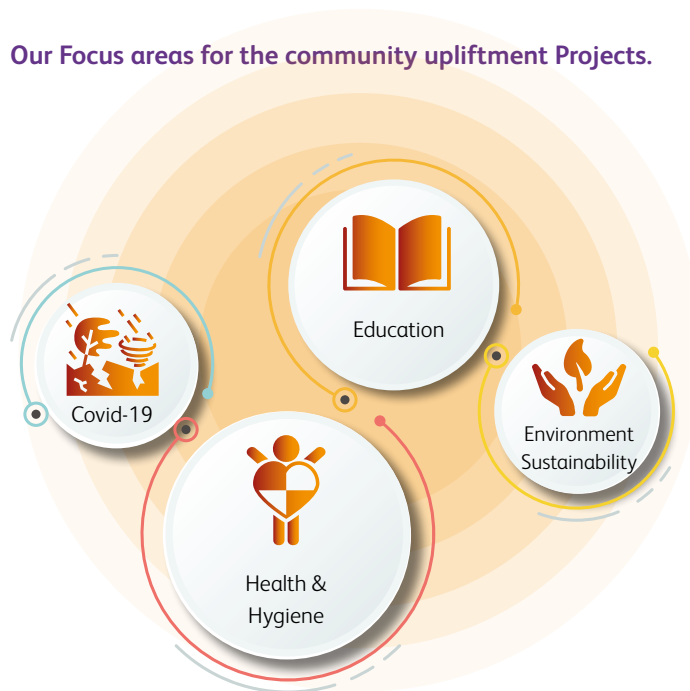 Our Focus areas for the community upliftment Projects.
Education
Covid-19
Environment
Sustainability
Health &
Hygiene